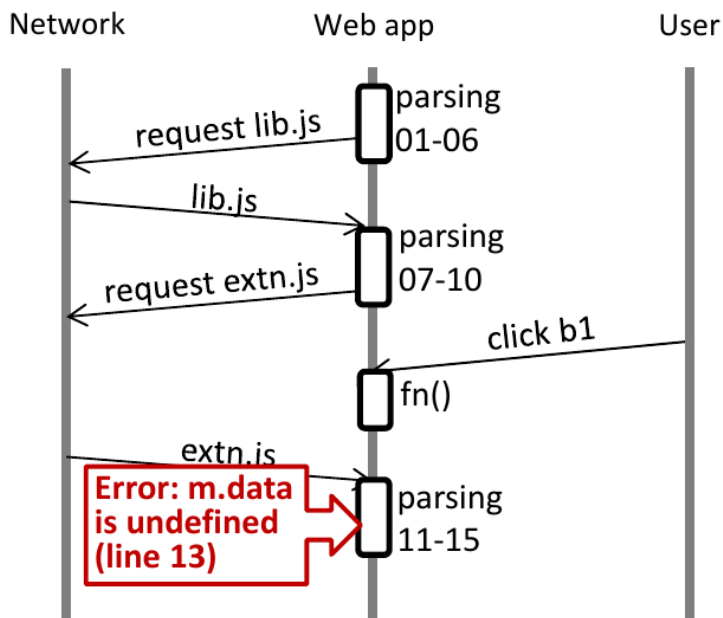 Network
Web app
User
parsing
01-06
request lib.js
lib.js
parsing
07-10
request extn.js
click b1
fn()
extn.js
Error: m.data
is undefined
(line 13)
parsing
11-15